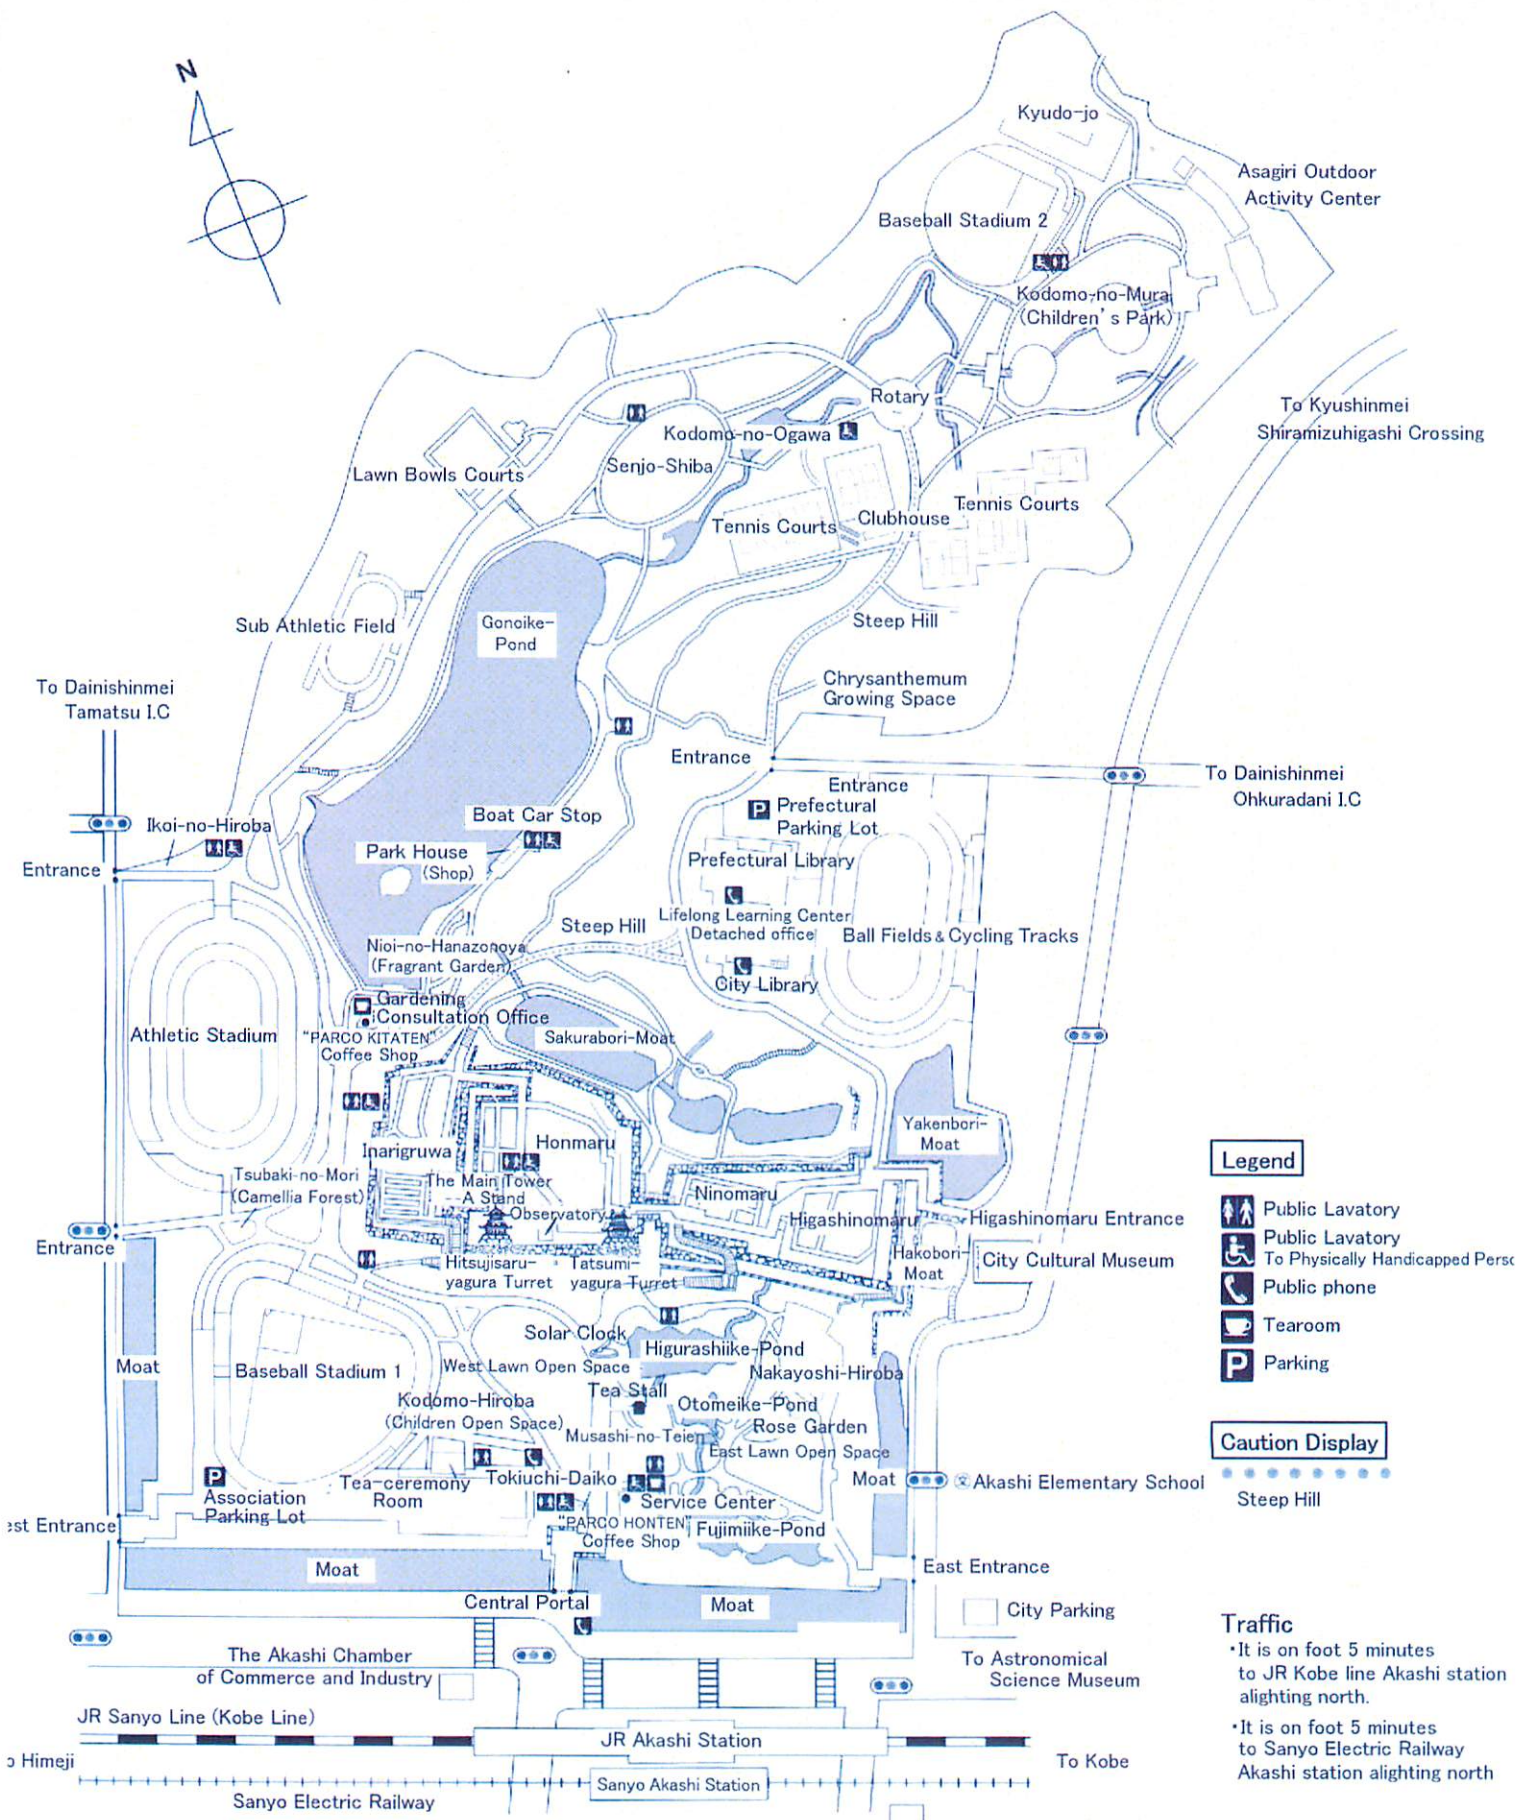 N
Kyudo-jo
Asagiri Outdoor
Activity Center
Baseball Stadium 2
Kodomo-no-Mura
(Children's Park)
Rotary
To Kyushinmei
Shiramizuhigashi Crossing
Kodomo-no-Ogawa
Senjo-Shiba
Lawn Bowls Courts
Tennis Courts
Clubhouse
Tennis Courts
Gonoike-
Pond
Sub Athletic Field
Steep Hill
Chrysanthemum
Growing Space
To Dainishinmei
Tamatsu I.C
Entrance
To Dainishinmei
Ohkuradani I.C
Entrance
P Prefectural
Parking Lot
Boat Car Stop
Ikoi-no-Hiroba
Park House
(Shop)
Prefectural Library
Entrance
Lifelong Learning Center
Detached office
Steep Hill
Ball Fields & Cycling Tracks
Nioi-no-Hanazonoya
(Fragrant Garden)
City Library
Gardening
Consultation Office
"PARCO KITATEN"
Coffee Shop
Athletic Stadium
Sakurabori-Moat
Yakenbori-
Moat
Inarigruwa
Honmaru
Tsubaki-no-Mori
(Camellia Forest)
The Main Tower
A Stand
Observatory
Ninomaru
Higashinomaru
Higashinomaru Entrance
Entrance
Hakobori-
Moat
City Cultural Museum
Hitsujisaru-
yagura Turret
Tatsumi-
yagura Turret
Solar Clock
Higurashiike-Pond
West Lawn Open Space
Nakayoshi-Hiroba
Moat
Baseball Stadium 1
Tea Stall
Kodomo-Hiroba
(Children Open Space)
Otomeike-Pond
Rose Garden
Musashi-no-Teien
East Lawn Open Space
Moat
Akashi Elementary School
P
Association
Parking Lot
Tea-ceremony
Room
Tokiuchi-Daiko
Service Center
"PARCO HONTEN"
Coffee Shop
Fujimiike-Pond
est Entrance
Moat
East Entrance
Central Portal
Moat
City Parking
The Akashi Chamber
of Commerce and Industry
To Astronomical
Science Museum
JR Sanyo Line (Kobe Line)
JR Akashi Station
o Himeji
To Kobe
Sanyo Akashi Station
Sanyo Electric Railway
Legend
Public Lavatory
Public Lavatory
To Physically Handicapped Perso
Public phone
Tearoom
P Parking
Caution Display
Steep Hill
Traffic
・It is on foot 5 minutes
to JR Kobe line Akashi station
alighting north.
・It is on foot 5 minutes
to Sanyo Electric Railway
Akashi station alighting north